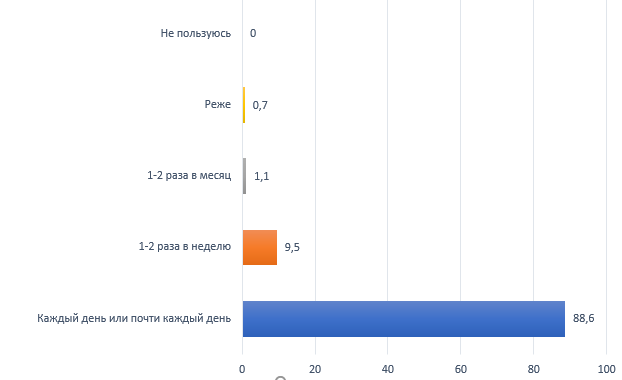 Не пользуюсь 0
Реже 0,7
1-2 раза в месяц 1,1
1-2 раза в неделю 9,5
Каждый день или почти каждый день 88,6
0 20 40 60 80 100